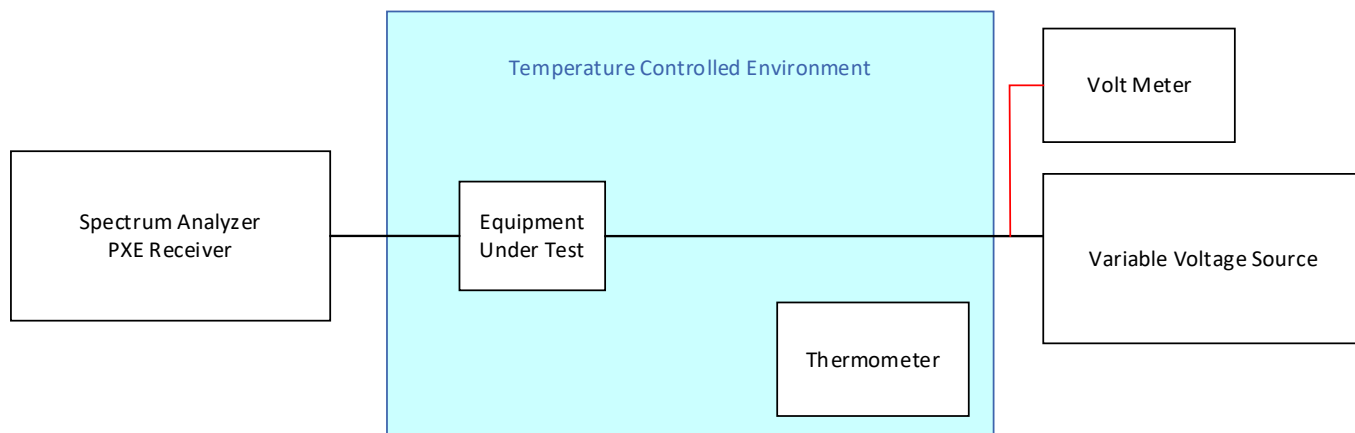 Temperature Controlled Environment
Volt Meter
Spectrum Analyzer
PXE Receiver
Equipment
Under Test
Variable Voltage Source
Thermometer